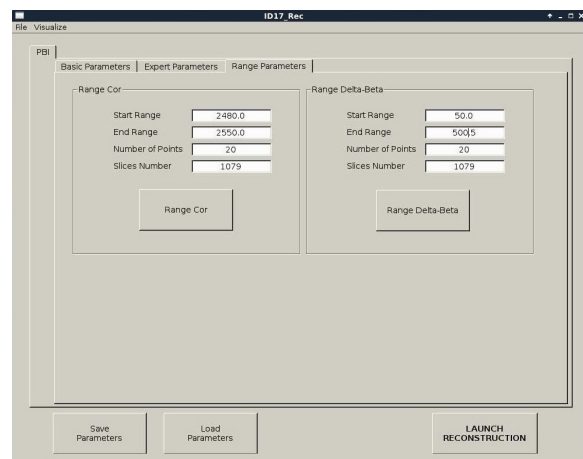 ID17_Rec
File Visualize
PBI
Basic Parameters Expert Parameters Range Parameters
Range Cor
Start Range 2480.0
End Range 2550.0
Number of Points 20
Slices Number 1079
Range Cor
Range Delta-Beta
Start Range 50.0
End Range 500.5
Number of Points 20
Slices Number 1079
Range Delta-Beta
Save
Parameters
Load
Parameters
LAUNCH
RECONSTRUCTION